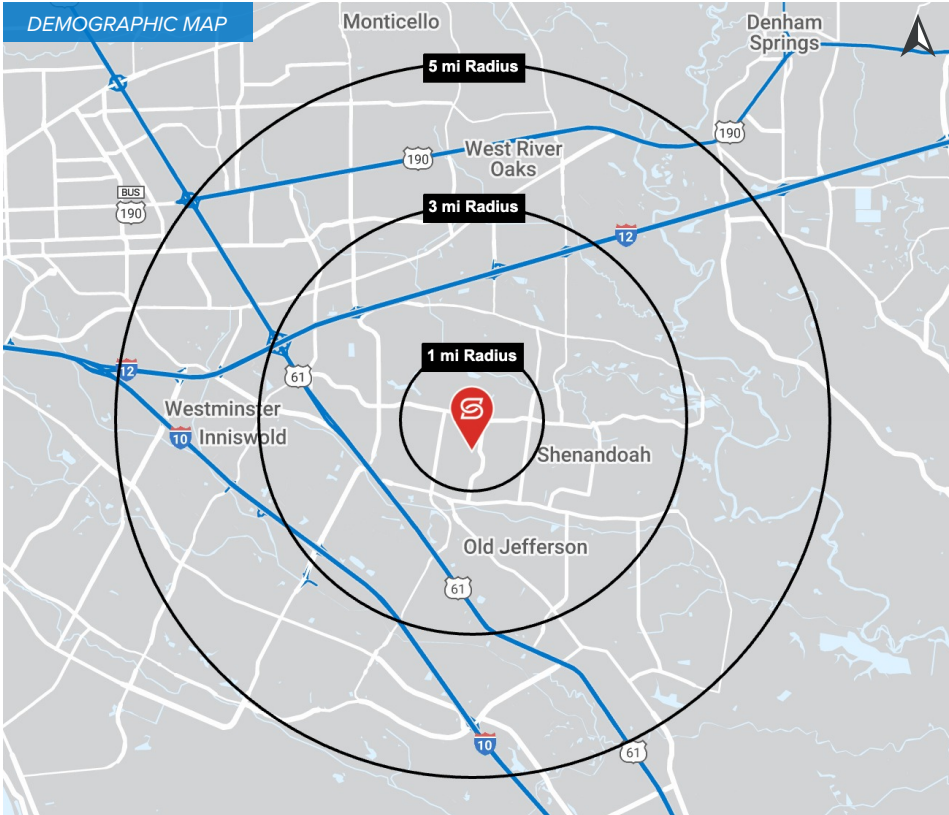 DEMOGRAPHIC MAP
Monticello
Denham
Springs
5 mi Radius
190
190
West River
Oaks
BUS
190
3 mi Radius
12
1 mi Radius
12
61
Westminster
10
Inniswold
Shenandoah
Old Jefferson
61
10
61